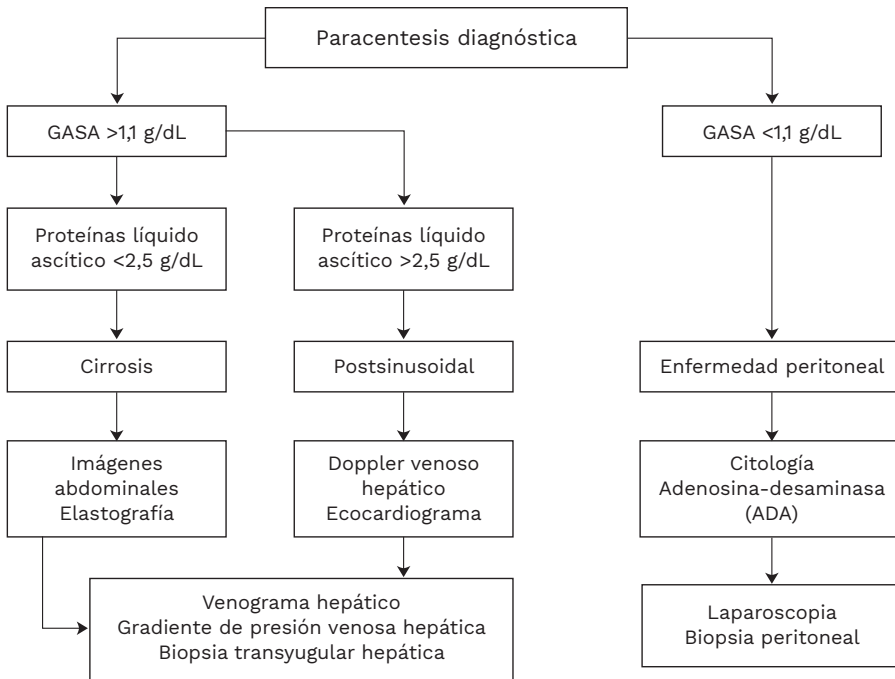 Paracentesis diagnóstica
GASA >1,1 g/dL
GASA <1,1 g/dL
Proteínas líquido
ascítico <2,5 g/dL
Proteínas líquido
ascítico >2,5 g/dL
Cirrosis
Postsinusoidal
Enfermedad peritoneal
Imágenes
abdominales
Elastografía
Doppler venoso
hepático
Ecocardiograma
Citología
Adenosina-desaminasa
(ADA)
Venograma hepático
Gradiente de presión venosa hepática
Biopsia transyugular hepática
Laparoscopia
Biopsia peritoneal